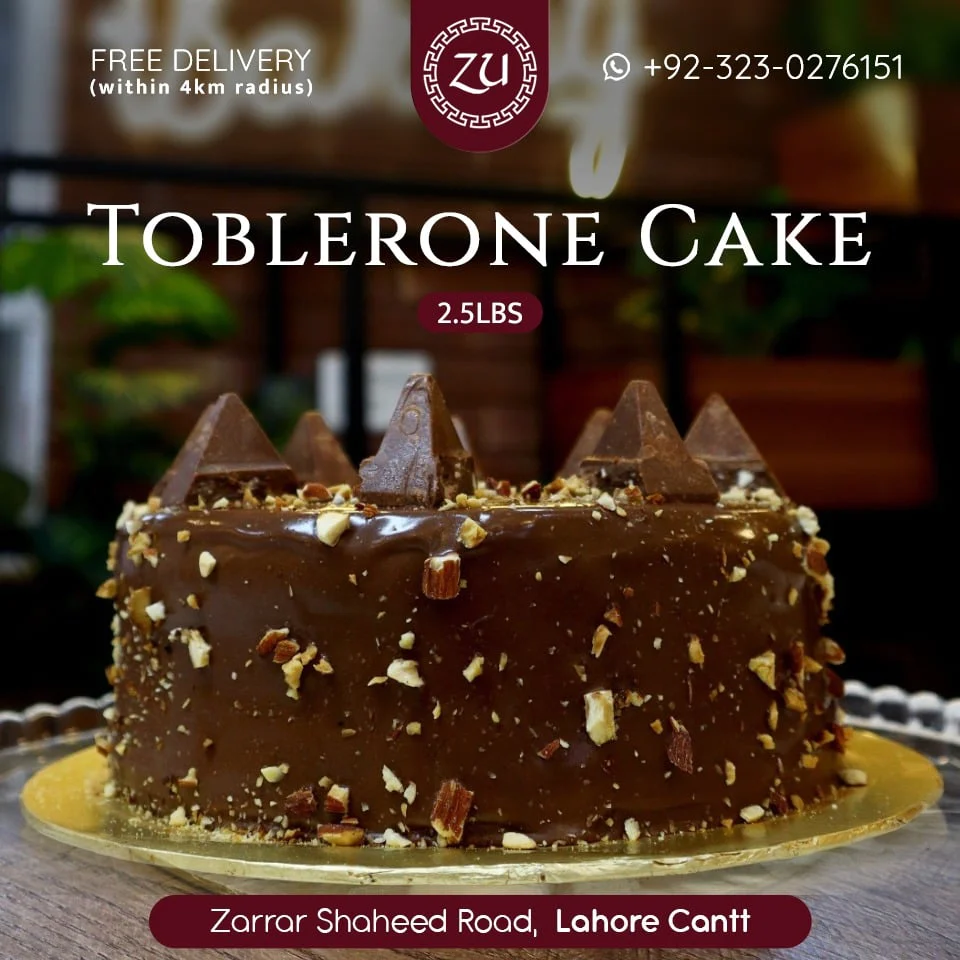 FREE DELIVERY
(within 4km radius)
ZU
+92-323-0276151
TOBLERONE CAKE
2.5LBS
Zarrar Shaheed Road, Lahore Cantt